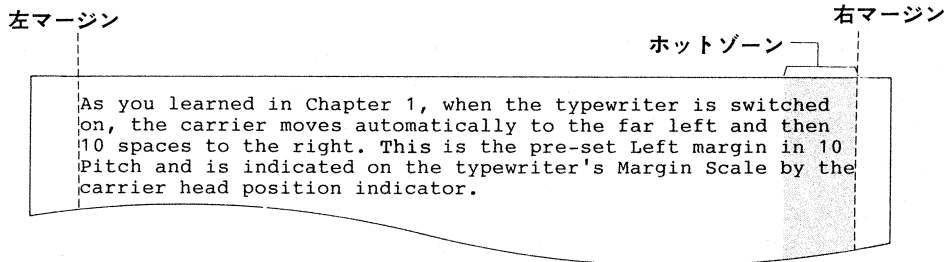 左マージン
右マージン
ホットゾーン
As you learned in Chapter 1, when the typewriter is switched
on, the carrier moves automatically to the far left and then
10 spaces to the right. This is the pre-set Left margin in 10
Pitch and is indicated on the typewriter's Margin Scale by the
carrier head position indicator.